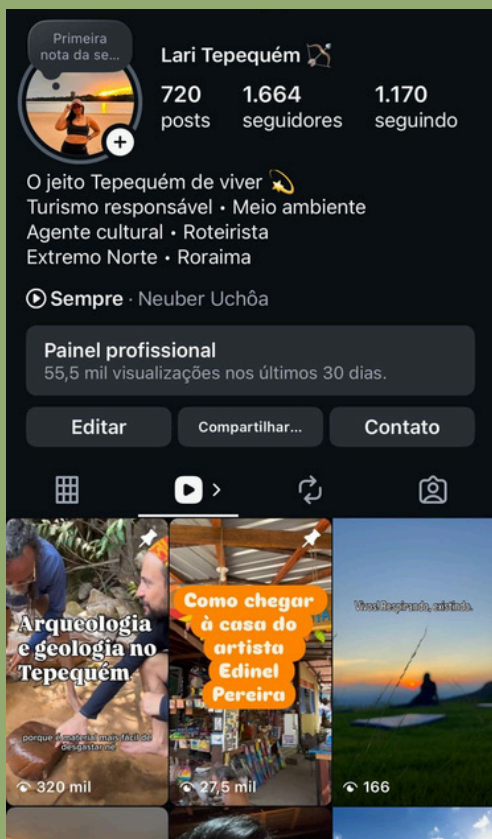 Primeira
nota da se...
Lari Tepequém
720
posts
1.664
seguidores
1.170
seguindo
O jeito Tepequém de viver
Turismo responsável • Meio ambiente
Agente cultural • Roteirista
Extremo Norte • Roraima
Sempre · Neuber Uchôa
Painel profissional
55,5 mil visualizações nos últimos 30 dias.
Editar
Compartilhar...
Contato
Arqueologia
e geologia no
Tepequém
porque é material mais fácil de
desgastar né
320 mil
Como chegar
à casa do
artista
Edinel
Pereira
27,5 mil
Vivos! Respirando, existindo.
166